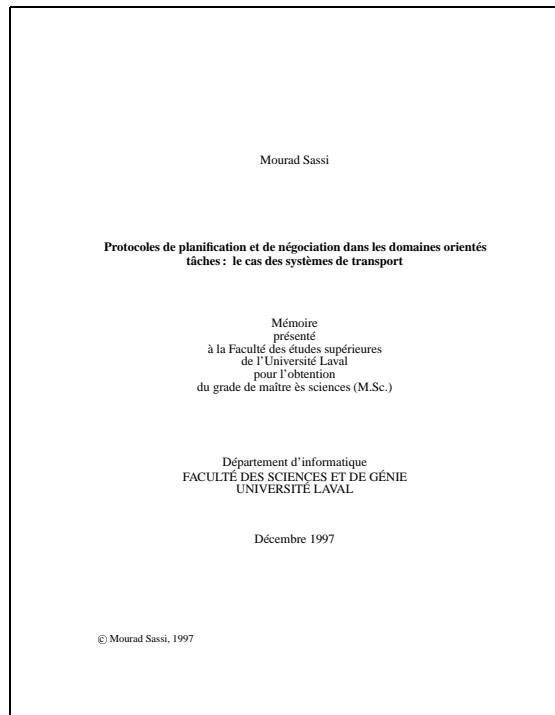 Mourad Sassi
Protocoles de planification et de négociation dans les domaines orientés
tâches : le cas des systèmes de transport
Mémoire
présenté
à la Faculté des études supérieures
de l'Université Laval
pour l'obtention
du grade de maître ès sciences (M.Sc.)
Département d'informatique
FACULTÉ DES SCIENCES ET DE GÉNIE
UNIVERSITÉ LAVAL
Décembre 1997
© Mourad Sassi, 1997